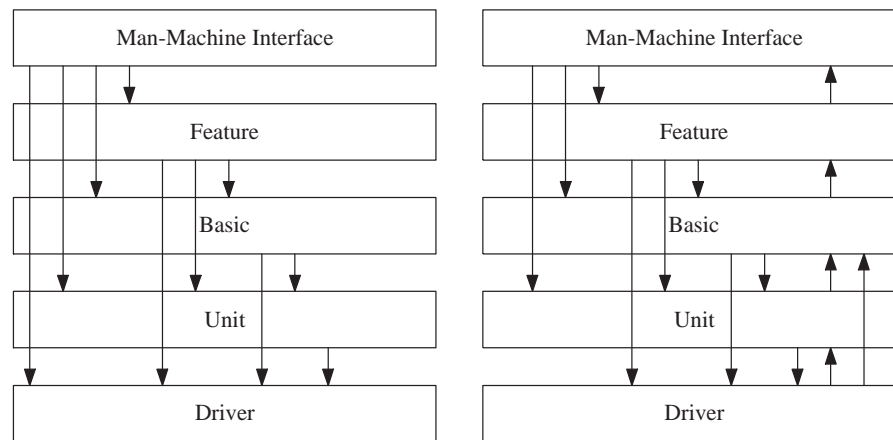 Man-Machine Interface
Feature
Basic
Unit
Driver
Man-Machine Interface
Feature
Basic
Unit
Driver